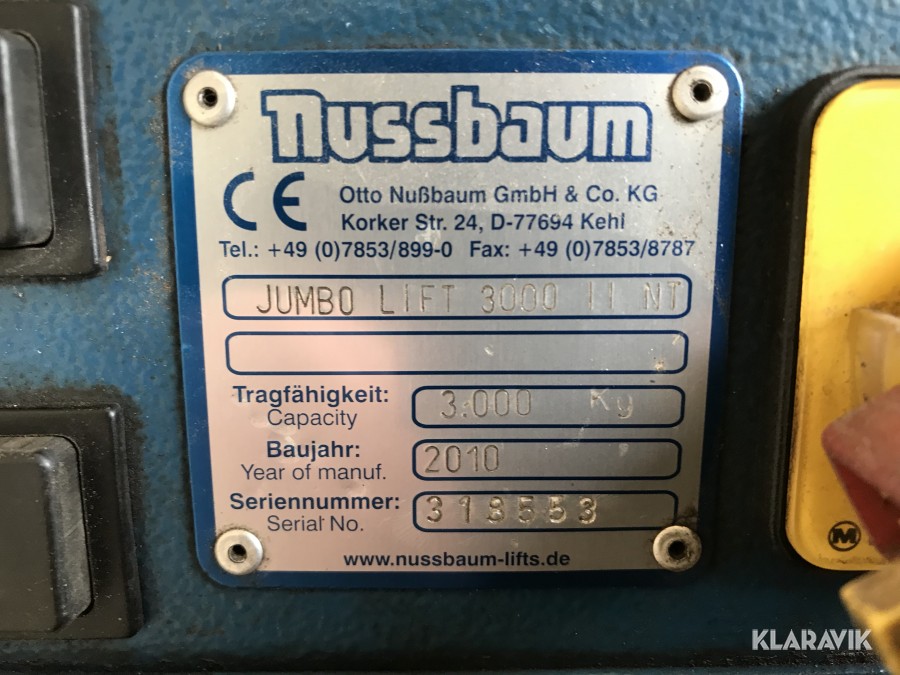 nussbaum
CE
Otto Nußbaum GmbH & Co. KG
Korker Str. 24, D-77694 Kehl
Tel.: +49 (0)7853/899-0 Fax: +49 (0)7853/8787
JUMBO LIFT 3000 II NT
Tragfähigkeit:
Capacity
3.000 Kg
Baujahr:
Year of manuf.
2010
Seriennummer:
Serial No.
313553
www.nussbaum-lifts.de
M
KLARAVIK